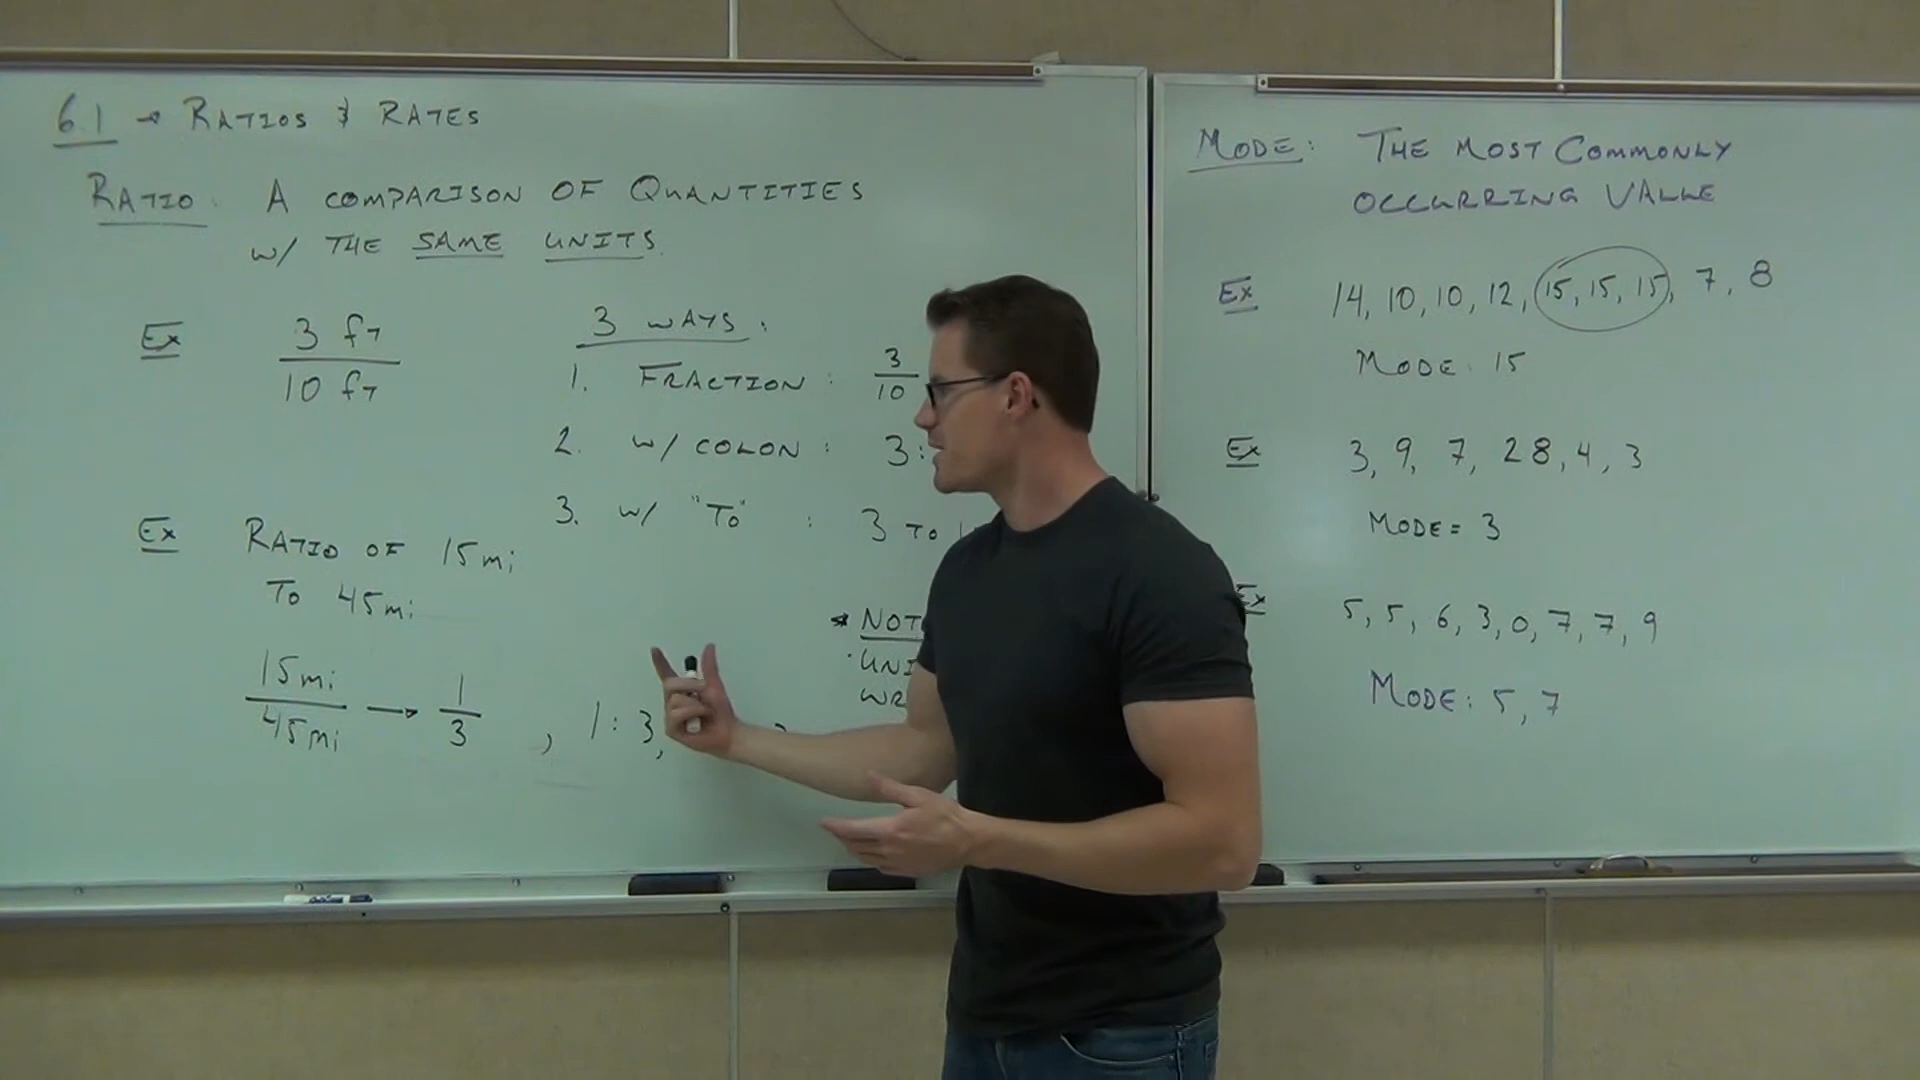 6.1 → RATIOS & RATES
RATIO: A COMPARISON OF QUANTITIES
W/ THE SAME UNITS.
Ex 3 ft
10 ft
3 WAYS:
1. FRACTION: 3
10
2. W/ COLON: 3:
3. W/ "TO" : 3 TO
Ex RATIO OF 15mi
TO 45mi
15mi
45mi
→ 1
3
, 1:3,
* NOT
· UNI
WR
MODE: THE MOST COMMONLY
OCCURRING VALUE
Ex 14, 10, 10, 12, 15, 15, 15, 7, 8
MODE: 15
Ex 3, 9, 7, 28, 4, 3
MODE = 3
Ex 5, 5, 6, 3, 0, 7, 7, 9
MODE: 5, 7